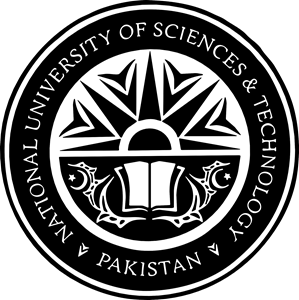 NATIONAL UNIVERSITY OF SCIENCES & TECHNOLOGY
PAKISTAN